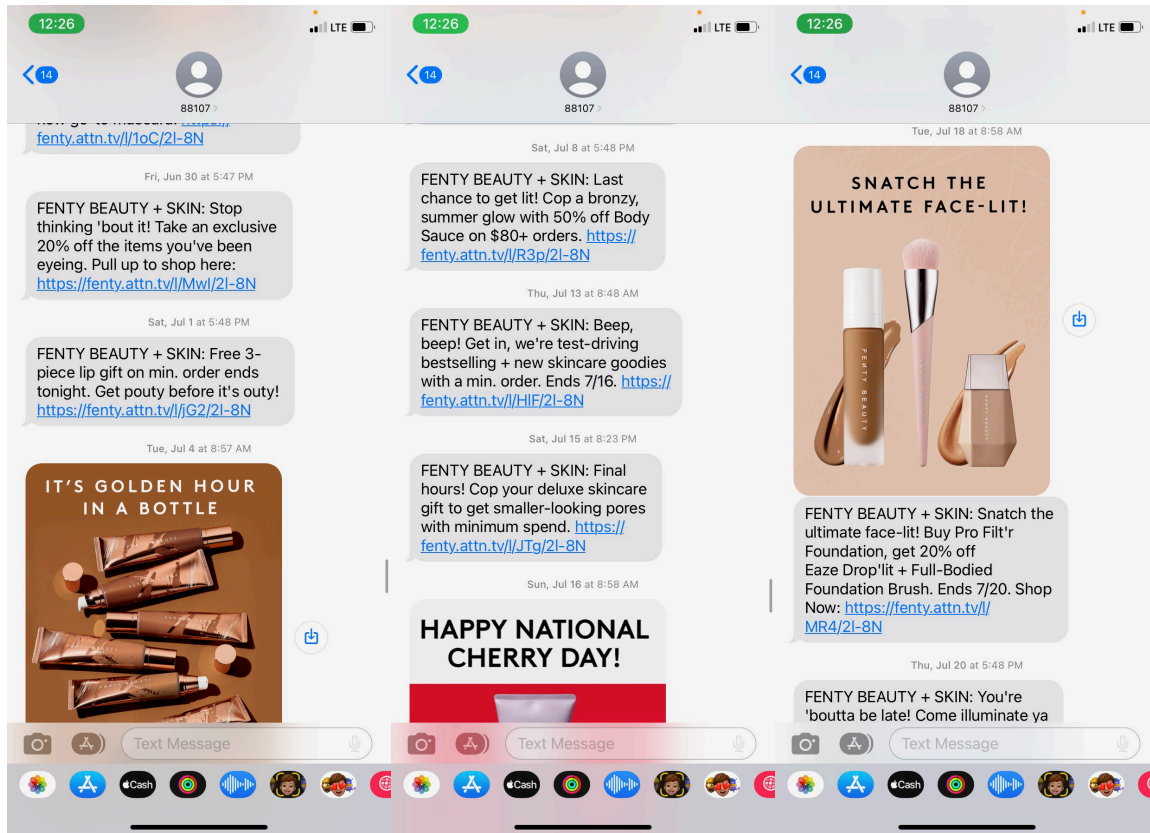 12:26
LTE
14
88107
fenty.attn.tv/l/1oC/2l-8N
Fri, Jun 30 at 5:47 PM
FENTY BEAUTY + SKIN: Stop
thinking 'bout it! Take an exclusive
20% off the items you've been
eyeing. Pull up to shop here:
https://fenty.attn.tv/l/MwI/2l-8N
Sat, Jul 1 at 5:48 PM
FENTY BEAUTY + SKIN: Free 3-
piece lip gift on min. order ends
tonight. Get pouty before it's outy!
https://fenty.attn.tv/l/jG2/2l-8N
Tue, Jul 4 at 8:57 AM
IT'S GOLDEN HOUR
IN A BOTTLE
Text Message
Cash
12:26
LTE
14
88107
Sat, Jul 8 at 5:48 PM
FENTY BEAUTY + SKIN: Last
chance to get lit! Cop a bronzy,
summer glow with 50% off Body
Sauce on $80+ orders. https://
fenty.attn.tv/l/R3p/2l-8N
Thu, Jul 13 at 8:48 AM
FENTY BEAUTY + SKIN: Beep,
beep! Get in, we're test-driving
bestselling + new skincare goodies
with a min. order. Ends 7/16. https://
fenty.attn.tv/l/HlF/2l-8N
Sat, Jul 15 at 8:23 PM
FENTY BEAUTY + SKIN: Final
hours! Cop your deluxe skincare
gift to get smaller-looking pores
with minimum spend. https://
fenty.attn.tv/l/JTg/2l-8N
Sun, Jul 16 at 8:58 AM
HAPPY NATIONAL
CHERRY DAY!
Text Message
Cash
12:26
LTE
14
88107
Tue, Jul 18 at 8:58 AM
SNATCH THE
ULTIMATE FACE-LIT!
FENTY BEAUTY
FENTY BEAUTY + SKIN: Snatch the
ultimate face-lit! Buy Pro Filt'r
Foundation, get 20% off
Eaze Drop'lit + Full-Bodied
Foundation Brush. Ends 7/20. Shop
Now: https://fenty.attn.tv/l/
MR4/2l-8N
Thu, Jul 20 at 5:48 PM
FENTY BEAUTY + SKIN: You're
'boutta be late! Come illuminate ya
Text Message
Cash